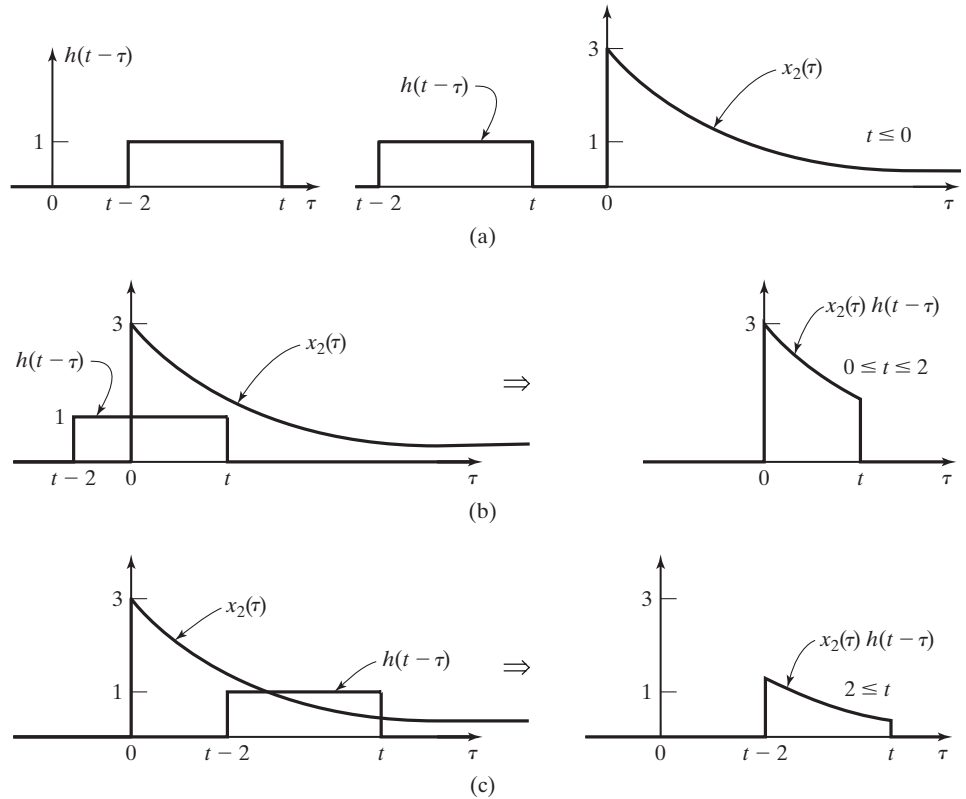 h(t − τ)
1
0
t − 2
t
τ
h(t − τ)
1
t − 2
t
3
x₂(τ)
1
t ≤ 0
0
τ
(a)
3
x₂(τ)
h(t − τ)
1
t − 2
0
t
τ
⇒
3
x₂(τ) h(t − τ)
0 ≤ t ≤ 2
0
t
τ
(b)
3
x₂(τ)
h(t − τ)
1
0
t − 2
t
τ
⇒
3
x₂(τ) h(t − τ)
1
2 ≤ t
0
t − 2
t
τ
(c)